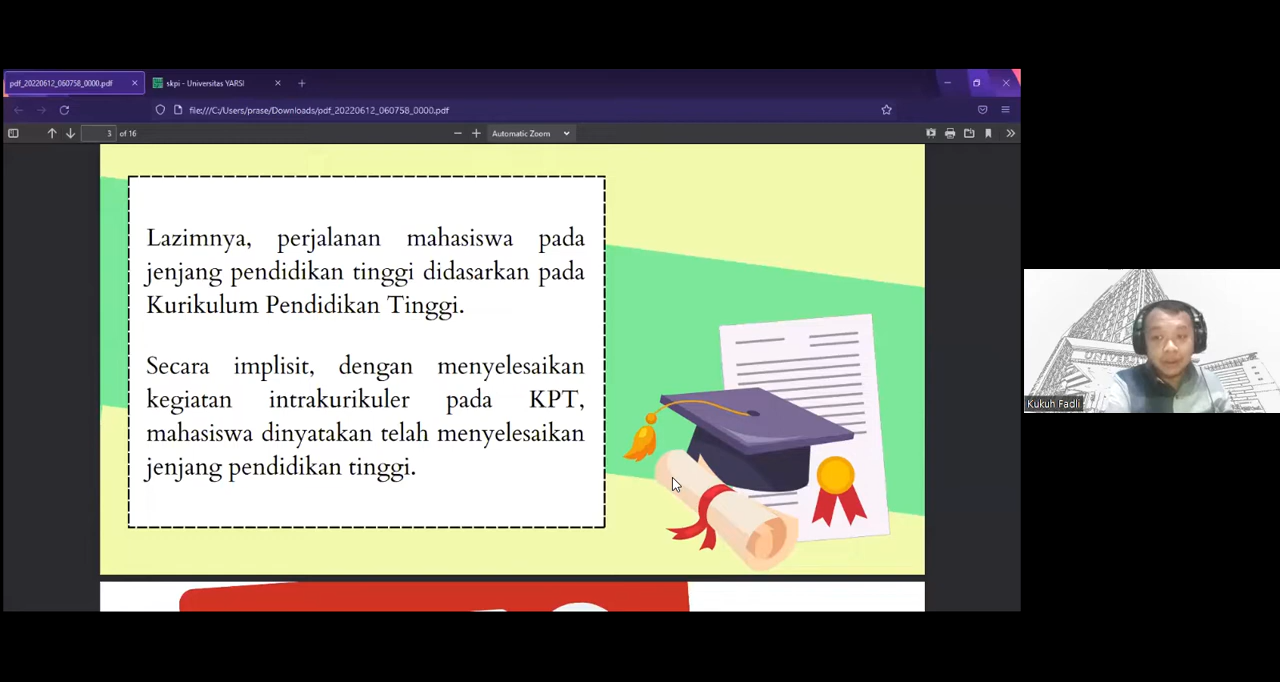 pdf_20220612_060758_0000.pdf
skpi - Universitas YARSI
file:///C:/Users/prase/Downloads/pdf_20220612_060758_0000.pdf
3 of 16
Automatic Zoom
Lazimnya, perjalanan mahasiswa pada
jenjang pendidikan tinggi didasarkan pada
Kurikulum Pendidikan Tinggi.
Secara implisit, dengan menyelesaikan
kegiatan intrakurikuler pada KPT,
mahasiswa dinyatakan telah menyelesaikan
jenjang pendidikan tinggi.
Kukuh Fadli